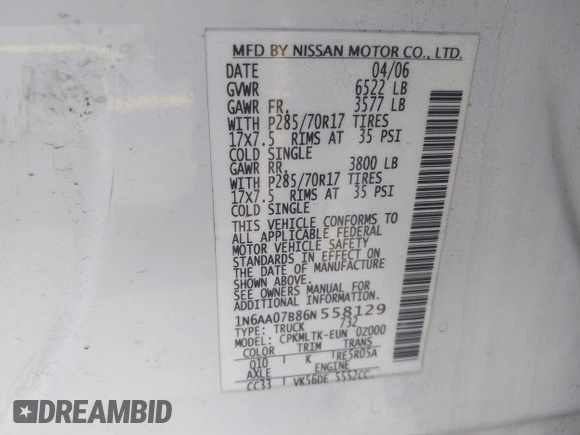 MFD BY NISSAN MOTOR CO., LTD.
DATE 04/06
GVWR 6522 LB
GAWR FR. 3577 LB
WITH P285/70R17 TIRES
17X7.5 RIMS AT 35 PSI
COLD SINGLE
GAWR RR. 3800 LB
WITH P285/70R17 TIRES
17X7.5 RIMS AT 35 PSI
COLD SINGLE
THIS VEHICLE CONFORMS TO
ALL APPLICABLE FEDERAL
MOTOR VEHICLE SAFETY
STANDARDS IN EFFECT ON
THE DATE OF MANUFACTURE
SHOWN ABOVE.
SEE OWNERS MANUAL FOR
ADDITIONAL INFORMATION
1N6AA07B86N558129
TYPE: TRUCK /32
MODEL: CPKMLTK-EUN 0Z000
COLOR TRIM TRANS
Q10 K RE5R05A
AXLE ENGINE
CC33 VK56DE 5552CC
DREAMBID